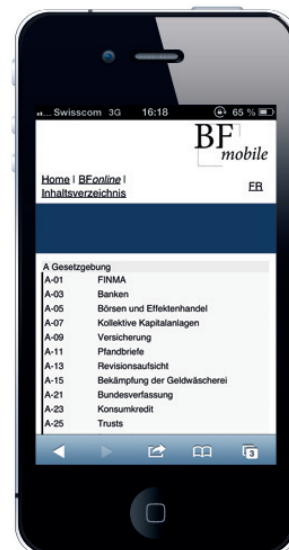 Swisscom 3G 16:18 65 %
BF
mobile
Home | BFonline |
Inhaltsverzeichnis
FR
A Gesetzgebung
A-01 FINMA
A-03 Banken
A-05 Börsen und Effektenhandel
A-07 Kollektive Kapitalanlagen
A-09 Versicherung
A-11 Pfandbriefe
A-13 Revisionsaufsicht
A-15 Bekämpfung der Geldwäscherei
A-21 Bundesverfassung
A-23 Konsumkredit
A-25 Trusts
3